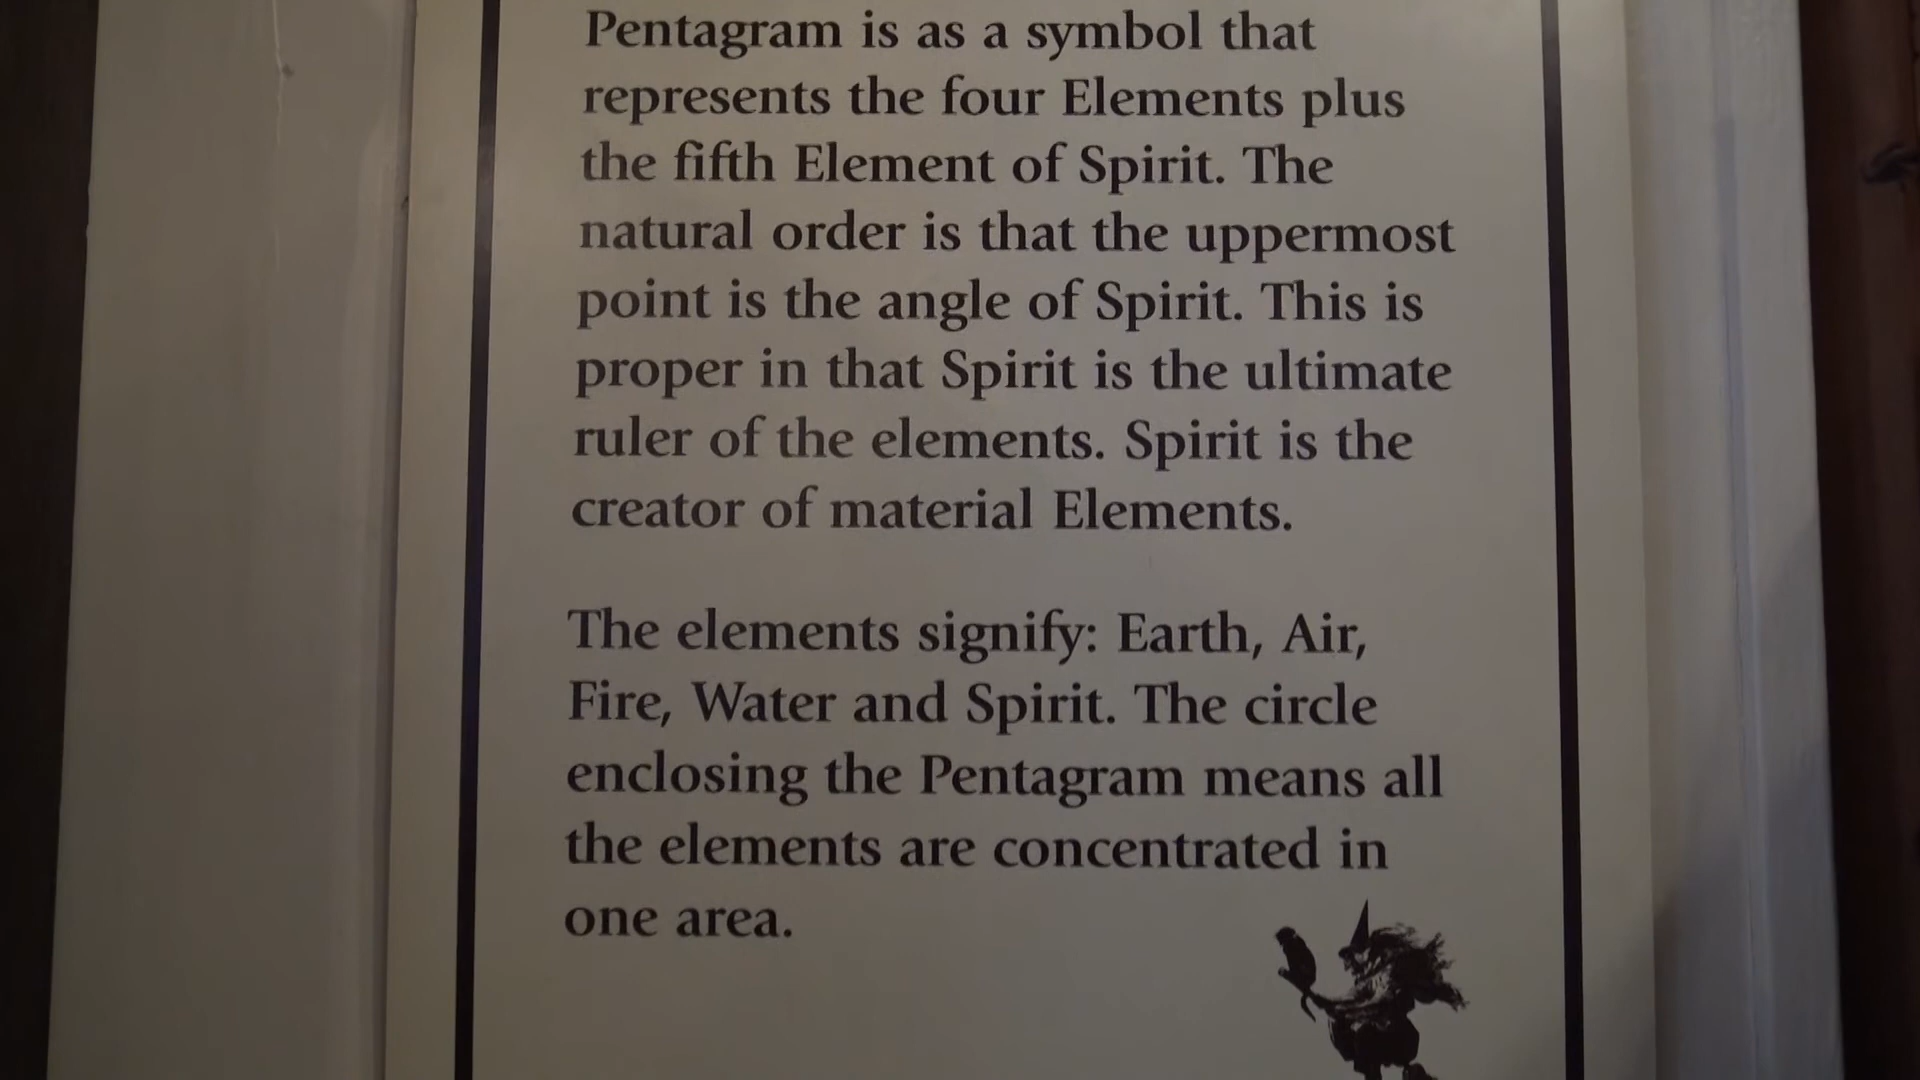 Pentagram is as a symbol that
represents the four Elements plus
the fifth Element of Spirit. The
natural order is that the uppermost
point is the angle of Spirit. This is
proper in that Spirit is the ultimate
ruler of the elements. Spirit is the
creator of material Elements.
The elements signify: Earth, Air,
Fire, Water and Spirit. The circle
enclosing the Pentagram means all
the elements are concentrated in
one area.